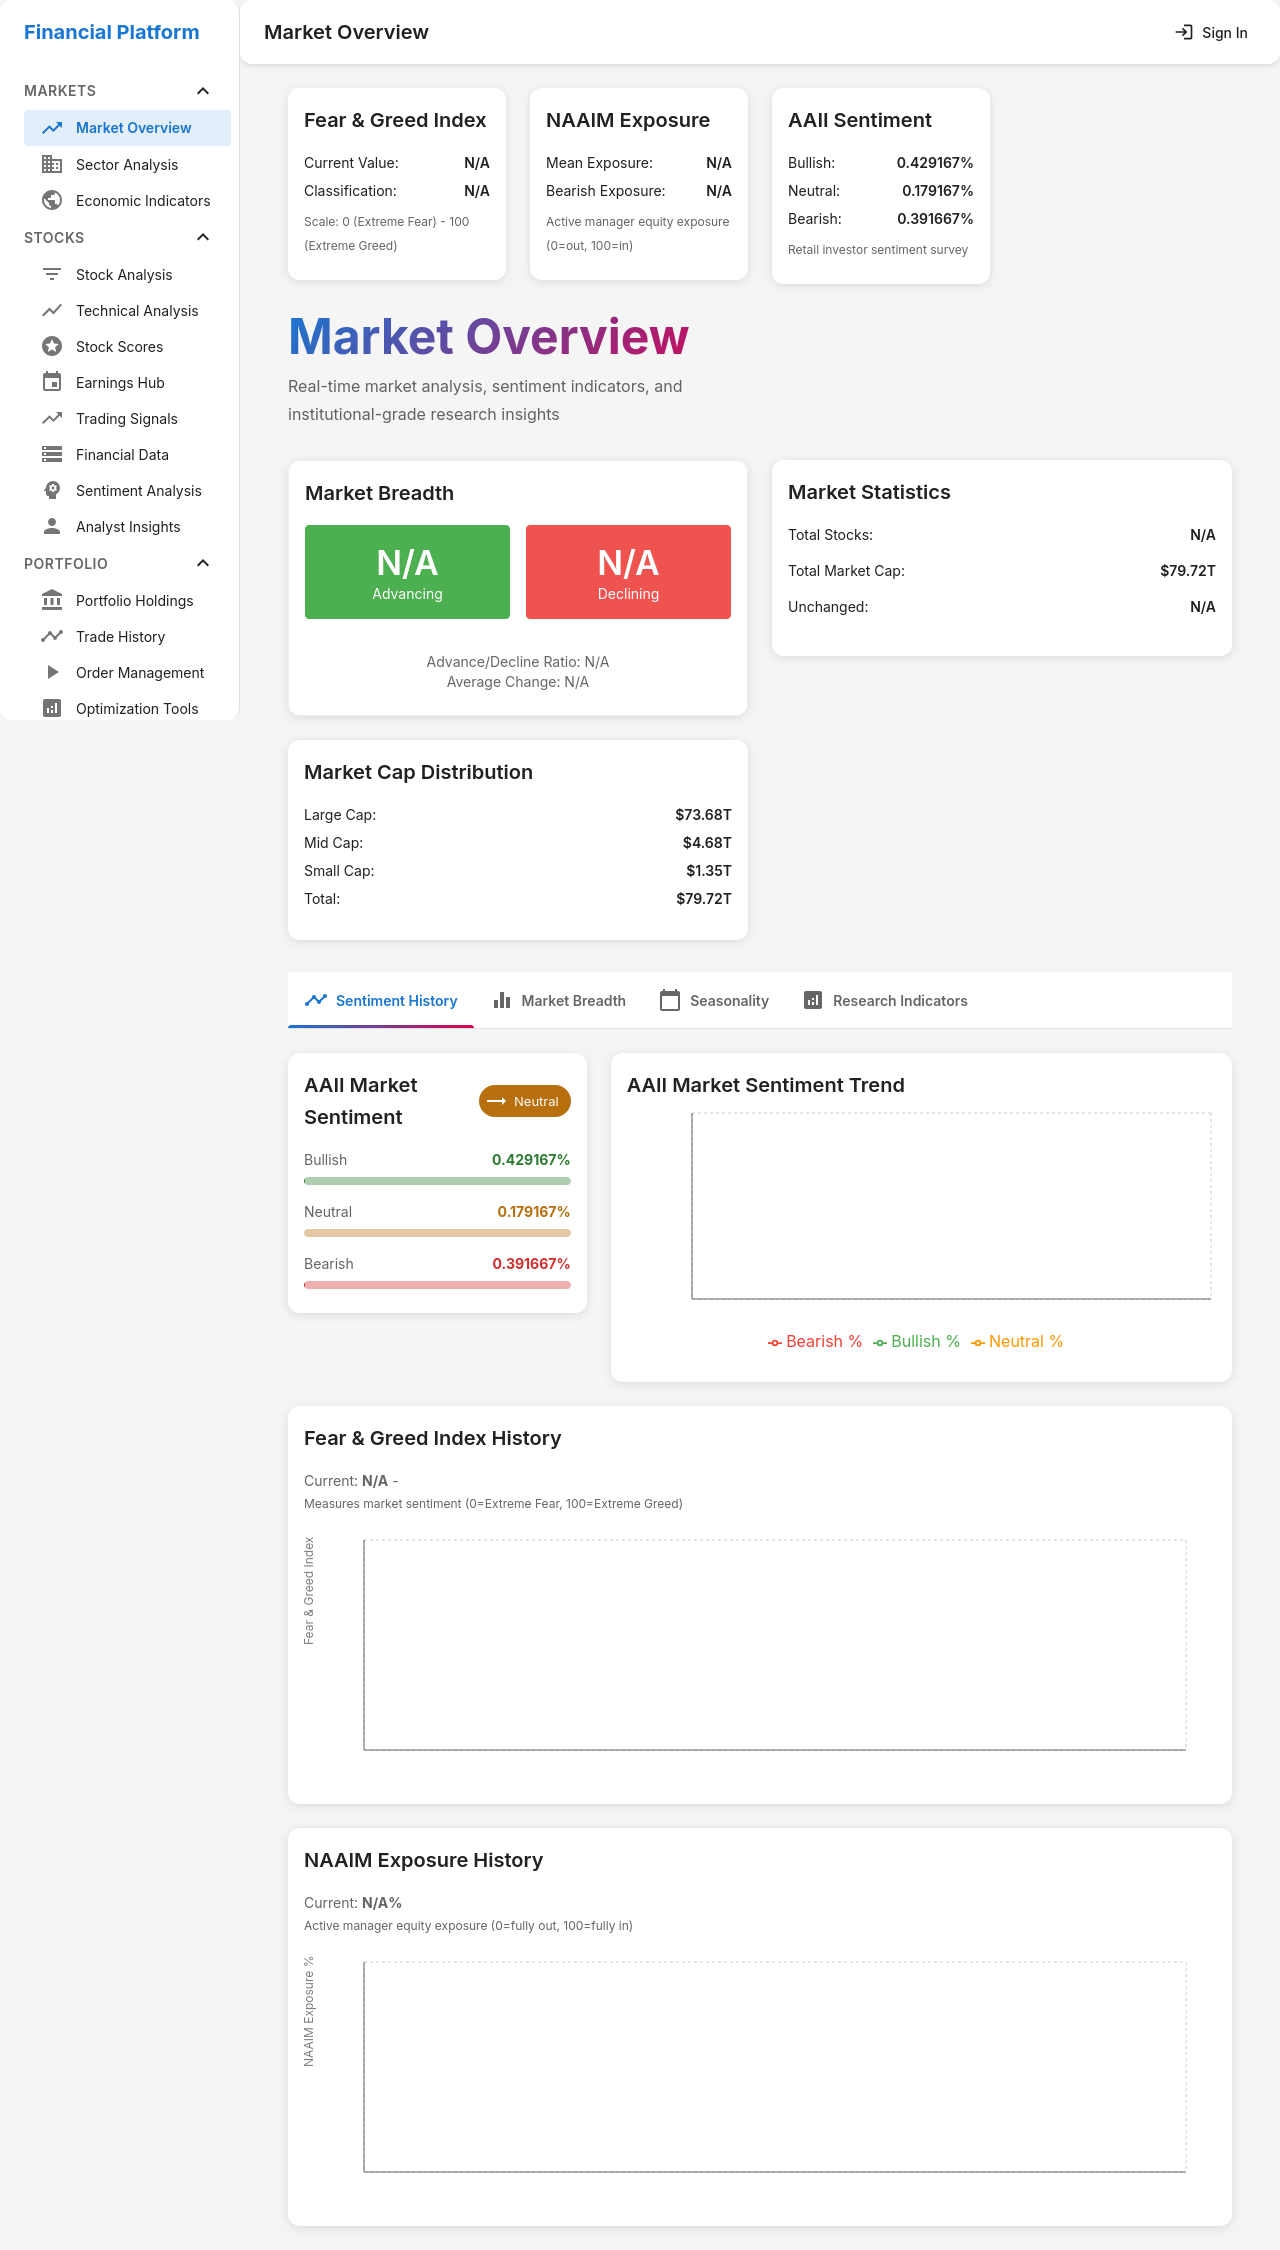 Financial Platform
MARKETS
Market Overview
Sector Analysis
Economic Indicators
STOCKS
Stock Analysis
Technical Analysis
Stock Scores
Earnings Hub
Trading Signals
Financial Data
Sentiment Analysis
Analyst Insights
PORTFOLIO
Portfolio Holdings
Trade History
Order Management
Optimization Tools
Market Overview
Sign In
Fear & Greed Index
Current Value: N/A
Classification: N/A
Scale: 0 (Extreme Fear) - 100
(Extreme Greed)
NAAIM Exposure
Mean Exposure: N/A
Bearish Exposure: N/A
Active manager equity exposure
(0=out, 100=in)
AAII Sentiment
Bullish: 0.429167%
Neutral: 0.179167%
Bearish: 0.391667%
Retail investor sentiment survey
Market Overview
Real-time market analysis, sentiment indicators, and
institutional-grade research insights
Market Breadth
N/A
Advancing
N/A
Declining
Advance/Decline Ratio: N/A
Average Change: N/A
Market Statistics
Total Stocks: N/A
Total Market Cap: $79.72T
Unchanged: N/A
Market Cap Distribution
Large Cap: $73.68T
Mid Cap: $4.68T
Small Cap: $1.35T
Total: $79.72T
Sentiment History
Market Breadth
Seasonality
Research Indicators
AAII Market
Sentiment
Neutral
Bullish 0.429167%
Neutral 0.179167%
Bearish 0.391667%
AAII Market Sentiment Trend
Bearish % Bullish % Neutral %
Fear & Greed Index History
Current: N/A -
Measures market sentiment (0=Extreme Fear, 100=Extreme Greed)
Fear & Greed Index
NAAIM Exposure History
Current: N/A%
Active manager equity exposure (0=fully out, 100=fully in)
NAAIM Exposure %